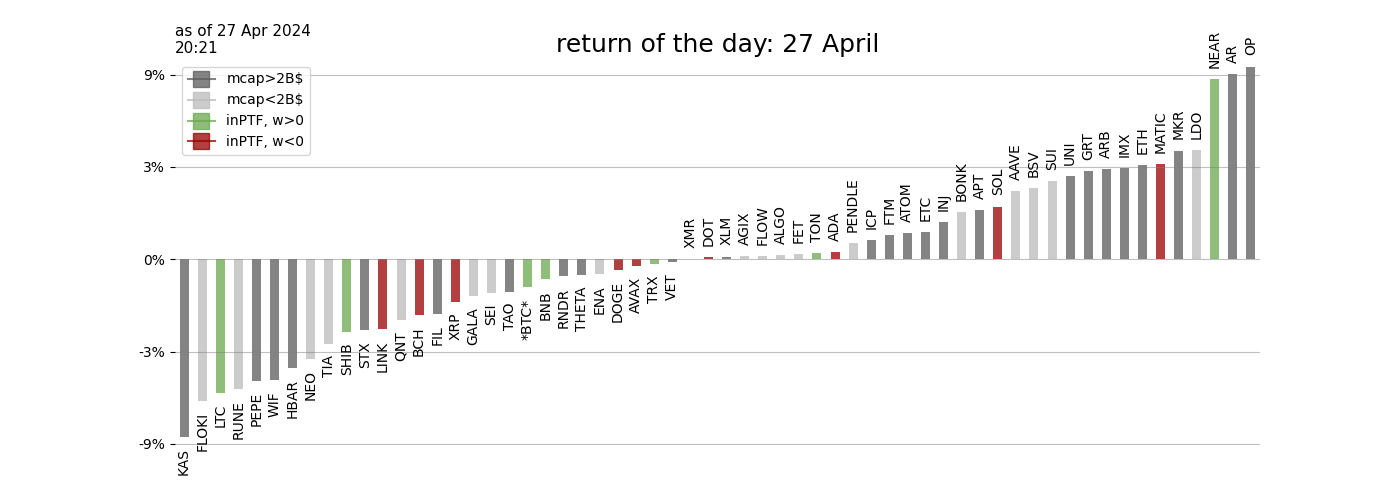 as of 27 Apr 2024
20:21
return of the day: 27 April
mcap>2B$
mcap<2B$
inPTF, w>0
inPTF, w<0
9%
3%
0%
-3%
-9%
KAS
FLOKI
LTC
RUNE
PEPE
WIF
HBAR
NEO
TIA
SHIB
STX
LINK
QNT
BCH
FIL
XRP
GALA
SEI
TAO
*BTC*
BNB
RNDR
THETA
ENA
DOGE
AVAX
TRX
VET
XMR
DOT
XLM
AGIX
FLOW
ALGO
FET
TON
ADA
PENDLE
ICP
FTM
ATOM
ETC
INJ
BONK
APT
SOL
AAVE
BSV
SUI
UNI
GRT
ARB
IMX
ETH
MATIC
MKR
LDO
NEAR
AR
OP